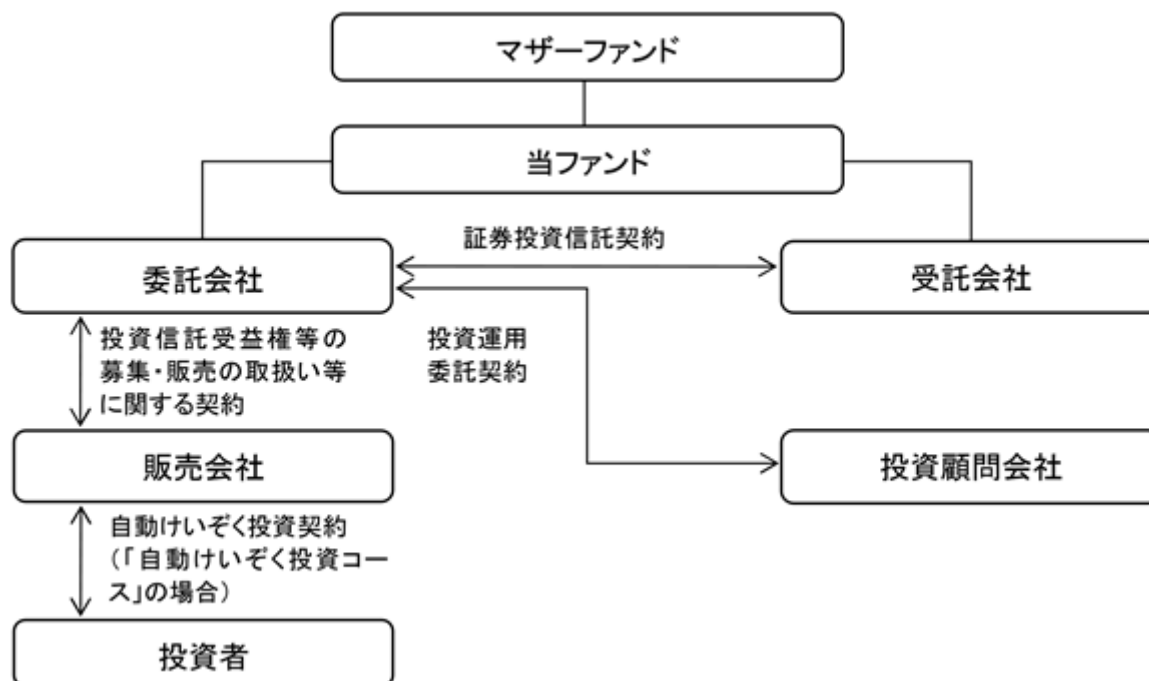 マザーファンド
当ファンド
証券投資信託契約
委託会社
受託会社
投資信託受益権等の
募集・販売の取扱い等
に関する契約
投資運用
委託契約
販売会社
投資顧問会社
自動けいぞく投資契約
(「自動けいぞく投資コー
ス」の場合)
投資者